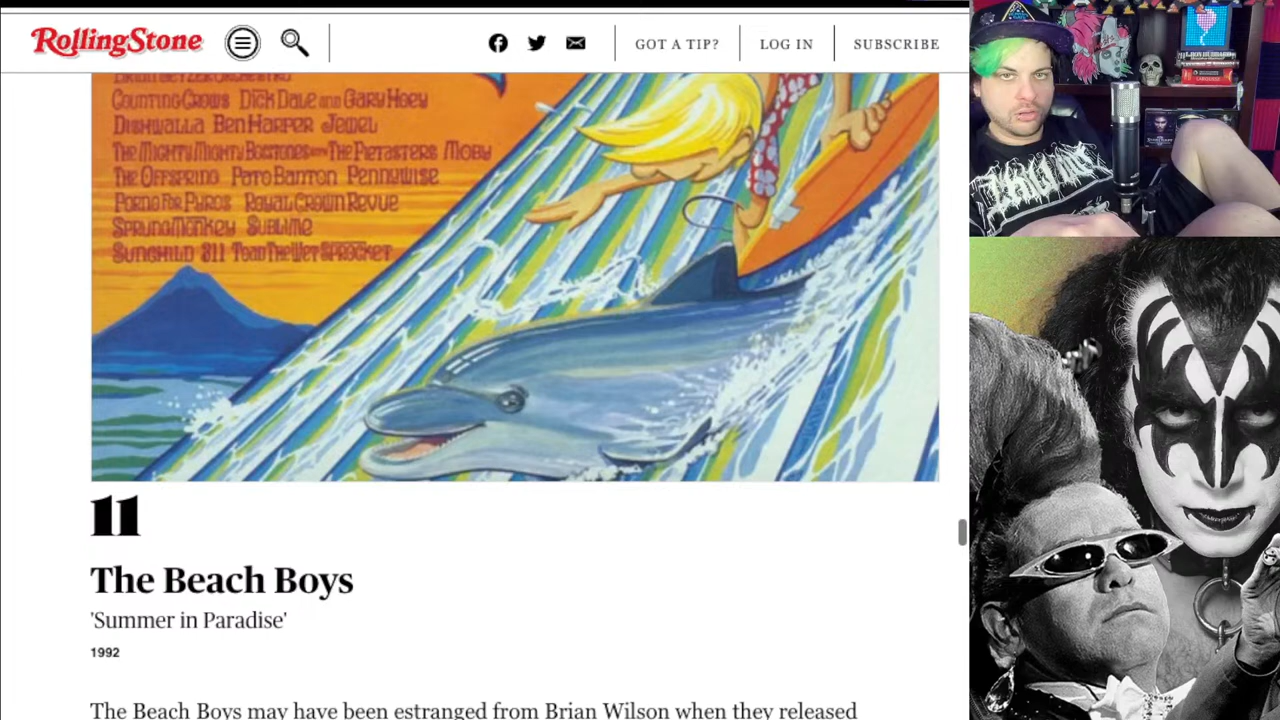 RollingStone
GOT A TIP?
LOG IN
SUBSCRIBE
Counting Crows Dick Dale and Gary Hoey
Dishwalla Ben Harper Jewel
The Mighty Mighty Bosstones with The Pietasters Moby
The Offspring Pato Banton Pennywise
Porno For Pyros Royal Crown Revue
Sprung Monkey Sublime
Sunchild 311 Toad The Wet Sprocket
11
The Beach Boys
'Summer in Paradise'
1992
The Beach Boys may have been estranged from Brian Wilson when they released